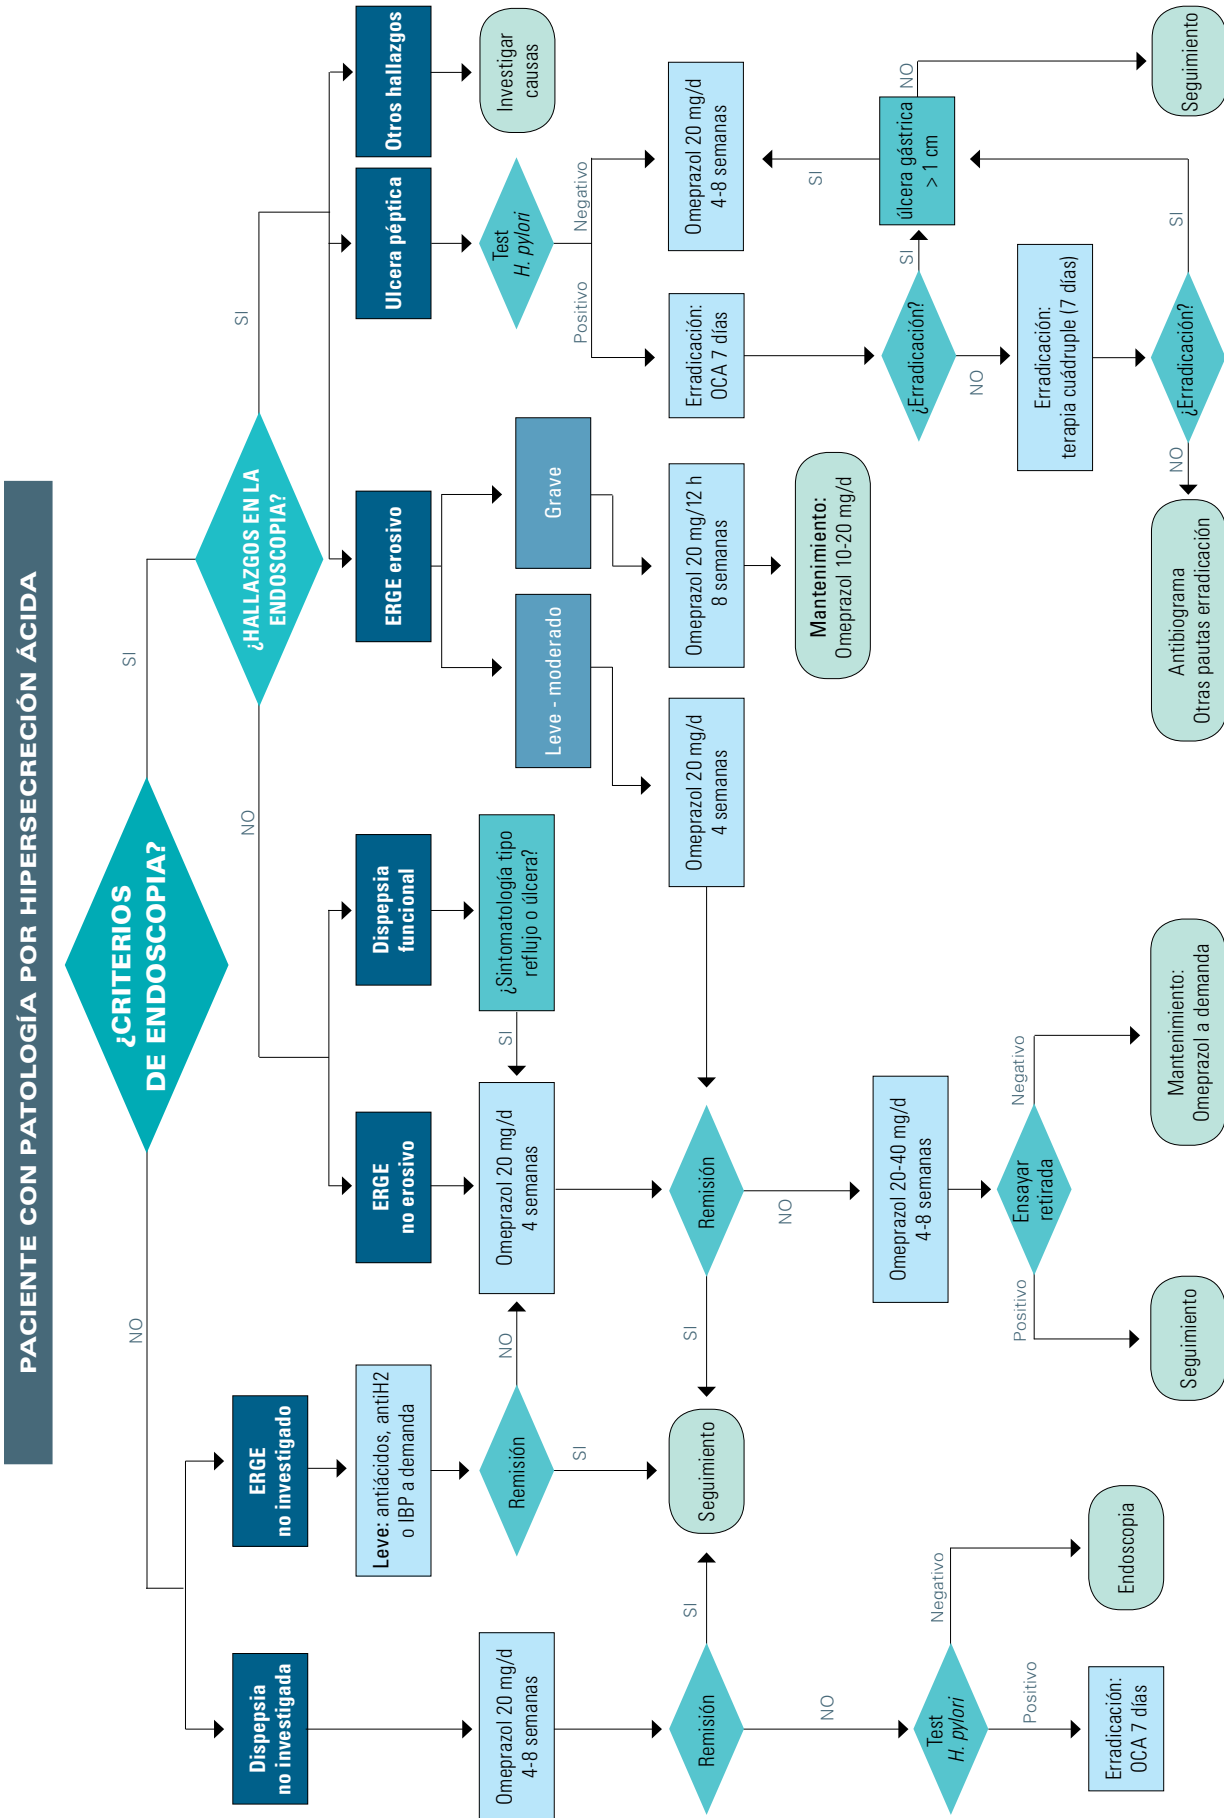 PACIENTE CON PATOLOGÍA POR HIPERSECRECIÓN ÁCIDA
¿CRITERIOS
DE ENDOSCOPIA?
NO
SI
¿HALLAZGOS EN LA
ENDOSCOPIA?
NO
SI
Dispepsia
no investigada
ERGE
no investigado
ERGE
no erosivo
Dispepsia
funcional
ERGE erosivo
Ulcera péptica
Otros hallazgos
Leve: antiácidos, antiH2
o IBP a demanda
Omeprazol 20 mg/d
4-8 semanas
Remisión
NO
SI
Omeprazol 20 mg/d
4 semanas
SI
¿Sintomatología tipo
reflujo o úlcera?
Leve - moderado
Grave
Test
H. pylori
Positivo
Negativo
Investigar
causas
Remisión
SI
NO
Seguimiento
SI
Remisión
NO
Omeprazol 20 mg/d
4 semanas
Omeprazol 20 mg/12 h
8 semanas
Erradicación:
OCA 7 días
Omeprazol 20 mg/d
4-8 semanas
Mantenimiento:
Omeprazol 10-20 mg/d
SI
Test
H. pylori
Negativo
Positivo
Omeprazol 20-40 mg/d
4-8 semanas
¿Erradicación?
SI
NO
úlcera gástrica
> 1 cm
NO
Ensayar
retirada
Positivo
Negativo
Erradicación:
terapia cuádruple (7 días)
SI
Erradicación:
OCA 7 días
Endoscopia
Seguimiento
Mantenimiento:
Omeprazol a demanda
Antibiograma
Otras pautas erradicación
NO
¿Erradicación?
Seguimiento